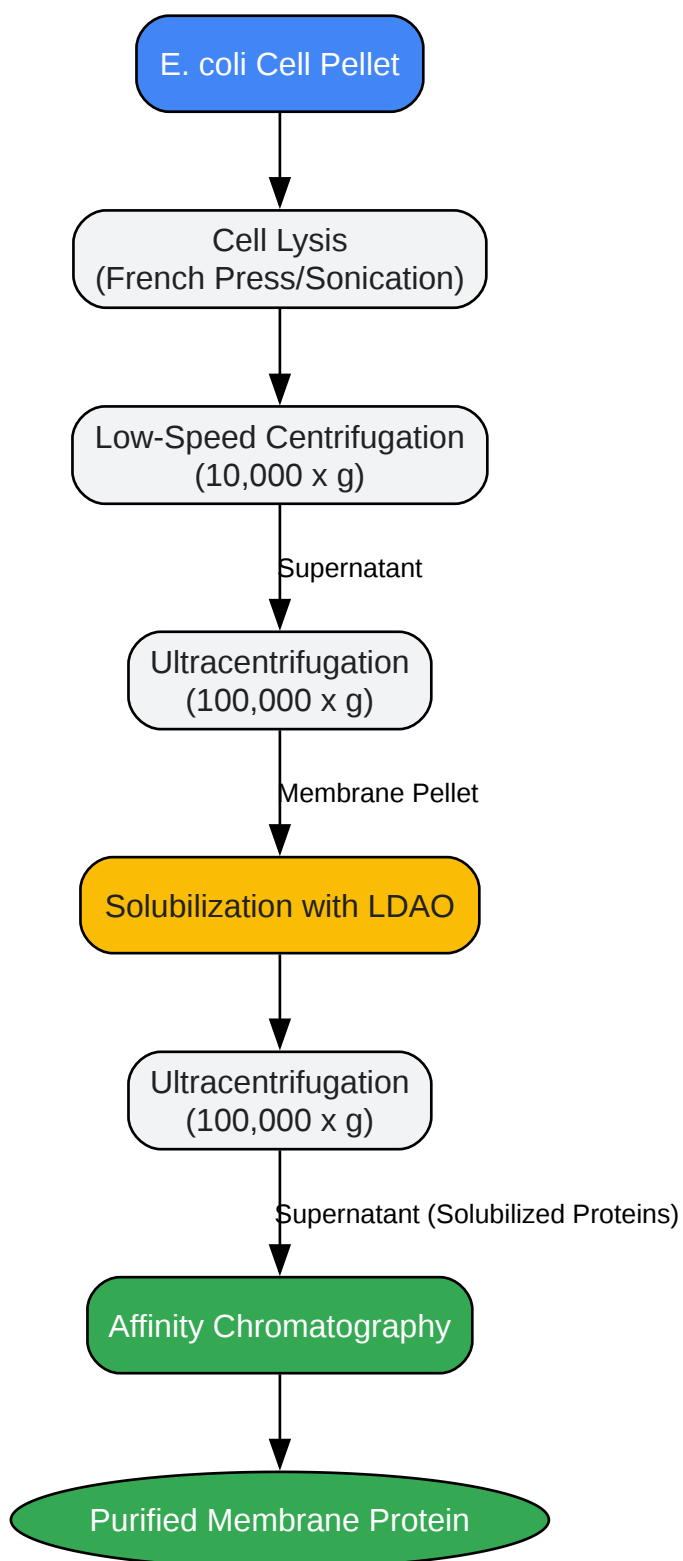 E. coli Cell Pellet
Cell Lysis
(French Press/Sonication)
Low-Speed Centrifugation
(10,000 x g)
Supernatant
Ultracentrifugation
(100,000 x g)
Membrane Pellet
Solubilization with LDAO
Ultracentrifugation
(100,000 x g)
Supernatant (Solubilized Proteins)
Affinity Chromatography
Purified Membrane Protein